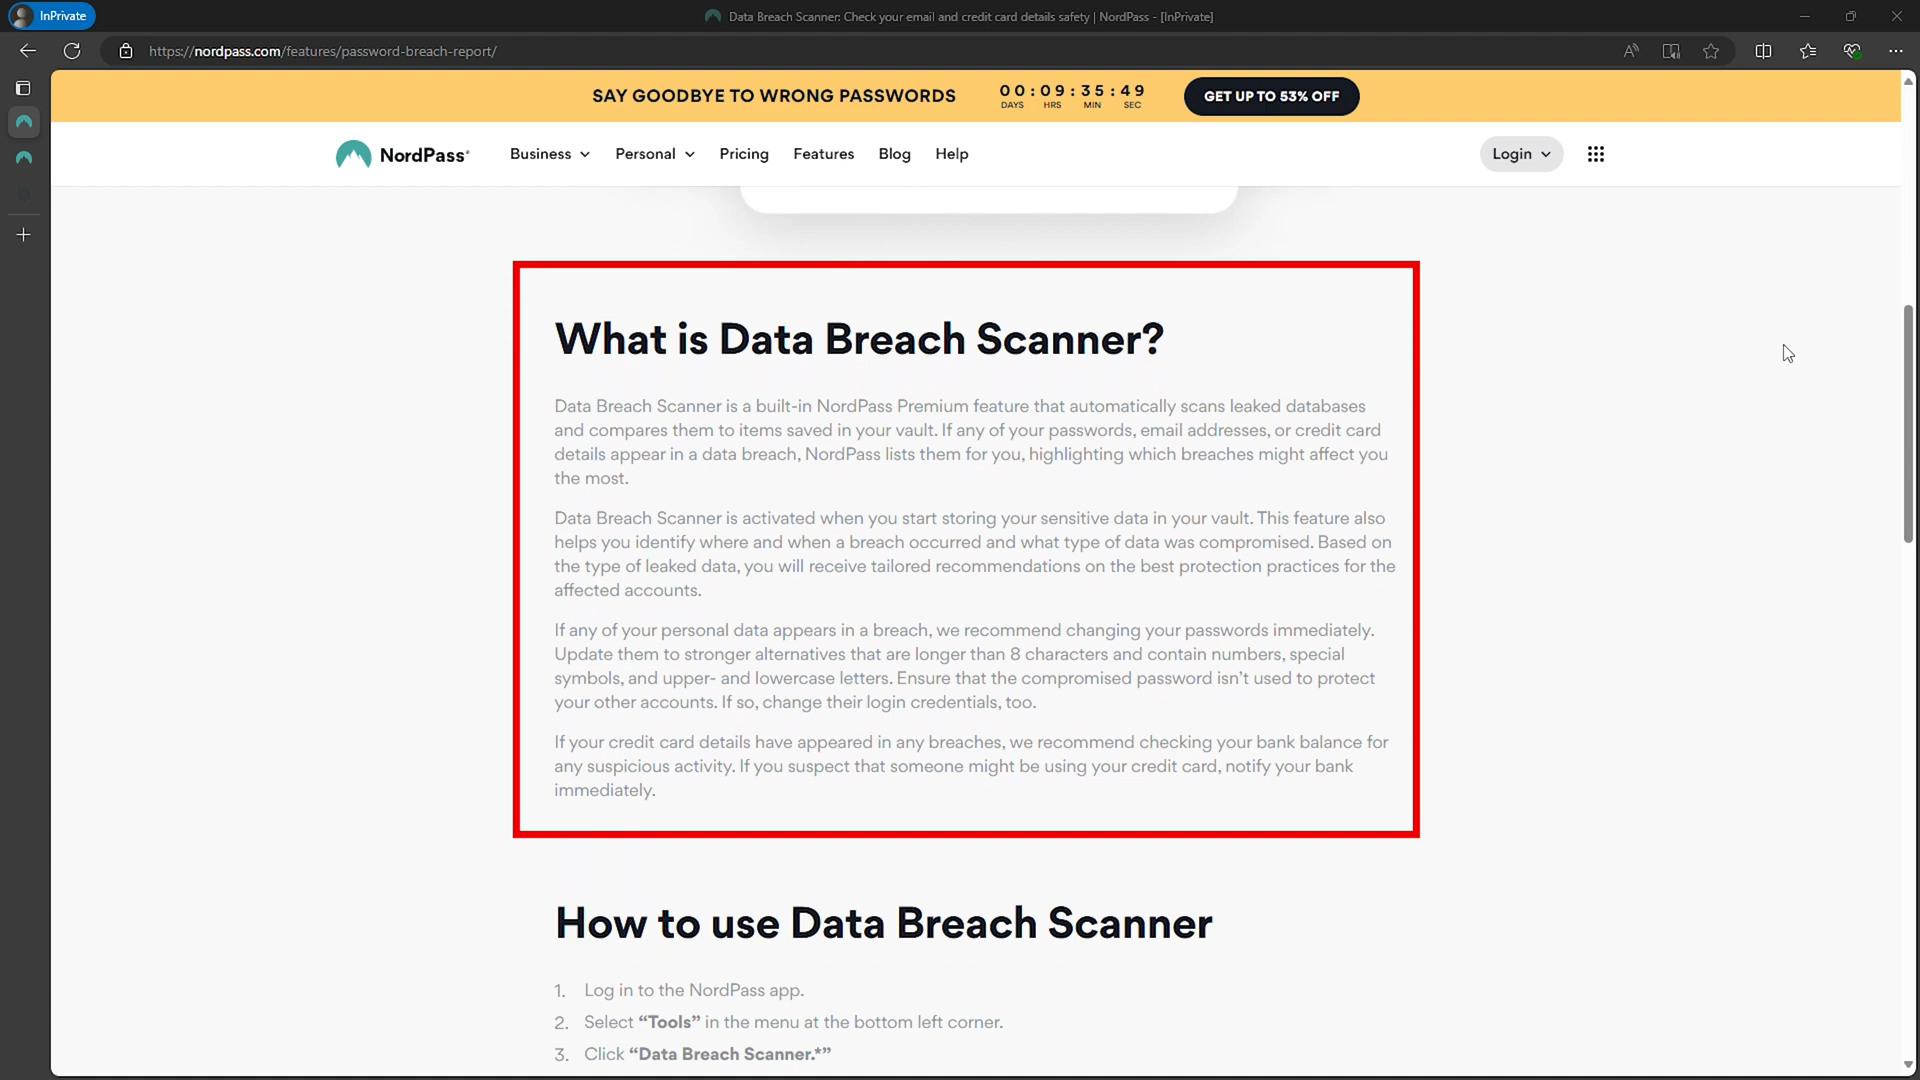 InPrivate
Data Breach Scanner: Check your email and credit card details safety | NordPass - [InPrivate]
https://nordpass.com/features/password-breach-report/
SAY GOODBYE TO WRONG PASSWORDS
00:09:35:49
DAYS HRS MIN SEC
GET UP TO 53% OFF
NordPass®
Business
Personal
Pricing
Features
Blog
Help
Login
What is Data Breach Scanner?
Data Breach Scanner is a built-in NordPass Premium feature that automatically scans leaked databases
and compares them to items saved in your vault. If any of your passwords, email addresses, or credit card
details appear in a data breach, NordPass lists them for you, highlighting which breaches might affect you
the most.
Data Breach Scanner is activated when you start storing your sensitive data in your vault. This feature also
helps you identify where and when a breach occurred and what type of data was compromised. Based on
the type of leaked data, you will receive tailored recommendations on the best protection practices for the
affected accounts.
If any of your personal data appears in a breach, we recommend changing your passwords immediately.
Update them to stronger alternatives that are longer than 8 characters and contain numbers, special
symbols, and upper- and lowercase letters. Ensure that the compromised password isn't used to protect
your other accounts. If so, change their login credentials, too.
If your credit card details have appeared in any breaches, we recommend checking your bank balance for
any suspicious activity. If you suspect that someone might be using your credit card, notify your bank
immediately.
How to use Data Breach Scanner
1. Log in to the NordPass app.
2. Select “Tools” in the menu at the bottom left corner.
3. Click “Data Breach Scanner.*”